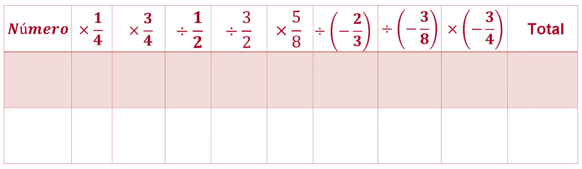 Número × 1/4 × 3/4 ÷ 1/2 ÷ 3/2 × 5/8 ÷ (−2/3) ÷ (−3/8) × (−3/4) Total